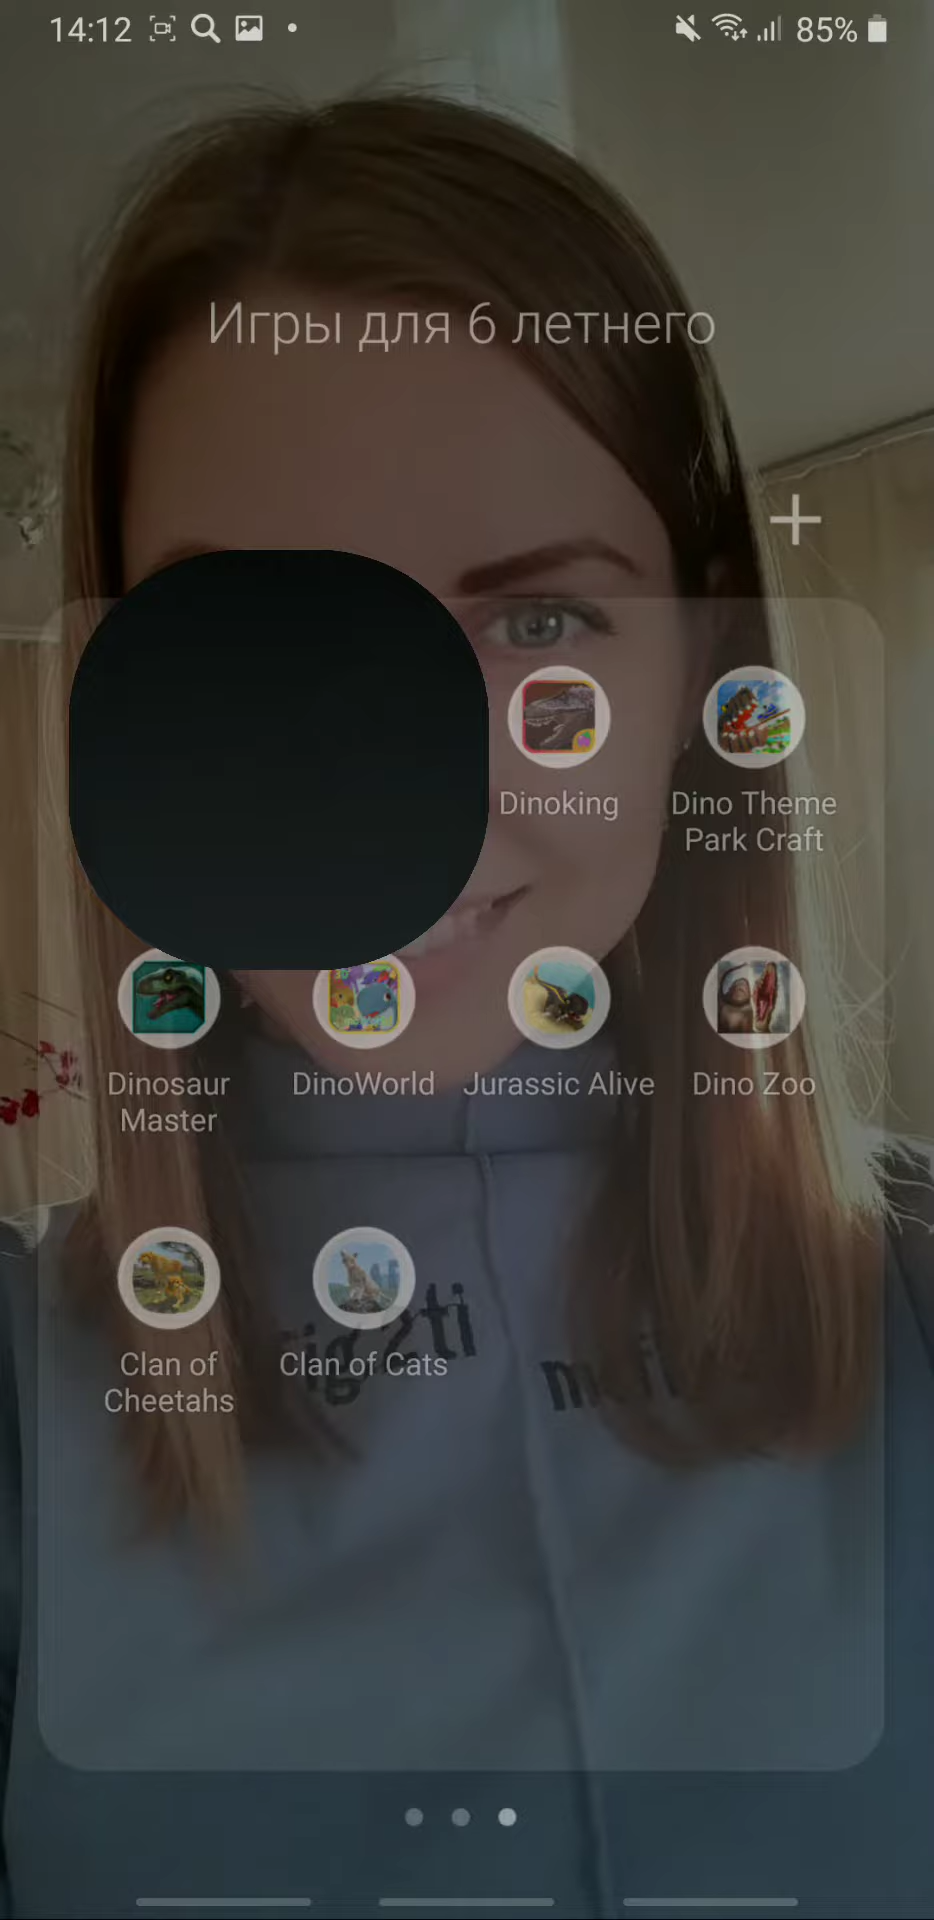 14:12
85%
Игры для 6 летнего
Dinoking
Dino Theme
Park Craft
Dinosaur
Master
DinoWorld
Jurassic Alive
Dino Zoo
Clan of
Cheetahs
Clan of Cats